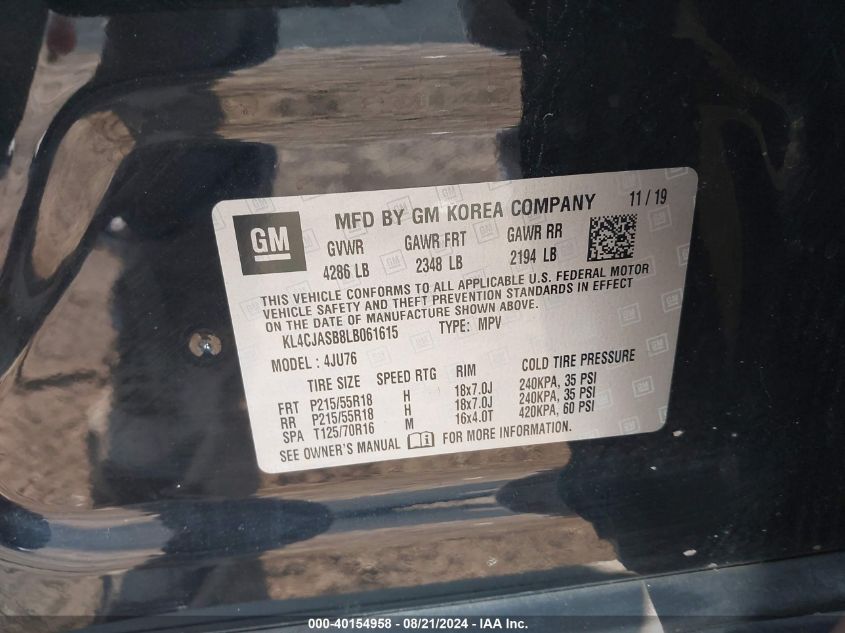 GM
MFD BY GM KOREA COMPANY 11 / 19
GVWR GAWR FRT GAWR RR
4286 LB 2348 LB 2194 LB
THIS VEHICLE CONFORMS TO ALL APPLICABLE U.S. FEDERAL MOTOR
VEHICLE SAFETY AND THEFT PREVENTION STANDARDS IN EFFECT
ON THE DATE OF MANUFACTURE SHOWN ABOVE.
KL4CJASB8LB061615 TYPE: MPV
MODEL : 4JU76
TIRE SIZE SPEED RTG RIM COLD TIRE PRESSURE
FRT P215/55R18 H 18x7.0J 240KPA, 35 PSI
RR P215/55R18 H 18x7.0J 240KPA, 35 PSI
SPA T125/70R16 M 16x4.0T 420KPA, 60 PSI
SEE OWNER'S MANUAL FOR MORE INFORMATION.
000-40154958 - 08/21/2024 - IAA Inc.